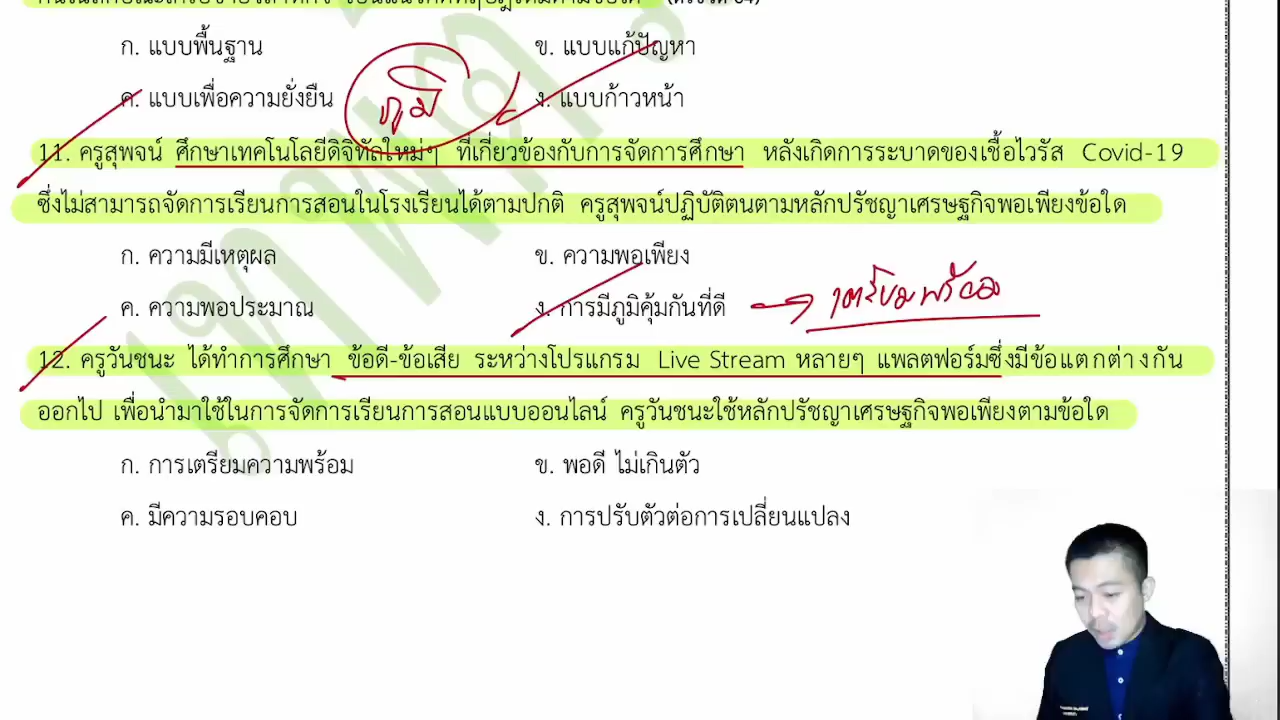 ก. แบบพื้นฐาน ข. แบบแก้ปัญหา
ค. แบบเพื่อความยั่งยืน ภูมิ ง. แบบก้าวหน้า
11. ครูสุพจน์ ศึกษาเทคโนโลยีดิจิทัลใหม่ๆ ที่เกี่ยวข้องกับการจัดการศึกษา หลังเกิดการระบาดของเชื้อไวรัส Covid-19
ซึ่งไม่สามารถจัดการเรียนการสอนในโรงเรียนได้ตามปกติ ครูสุพจน์ปฏิบัติตนตามหลักปรัชญาเศรษฐกิจพอเพียงข้อใด
ก. ความมีเหตุผล ข. ความพอเพียง
ค. ความพอประมาณ ง. การมีภูมิคุ้มกันที่ดี เตรียมพร้อม
12. ครูวันชนะ ได้ทำการศึกษา ข้อดี-ข้อเสีย ระหว่างโปรแกรม Live Stream หลายๆ แพลตฟอร์มซึ่งมีข้อแตกต่างกัน
ออกไป เพื่อนำมาใช้ในการจัดการเรียนการสอนแบบออนไลน์ ครูวันชนะใช้หลักปรัชญาเศรษฐกิจพอเพียงตามข้อใด
ก. การเตรียมความพร้อม ข. พอดี ไม่เกินตัว
ค. มีความรอบคอบ ง. การปรับตัวต่อการเปลี่ยนแปลง